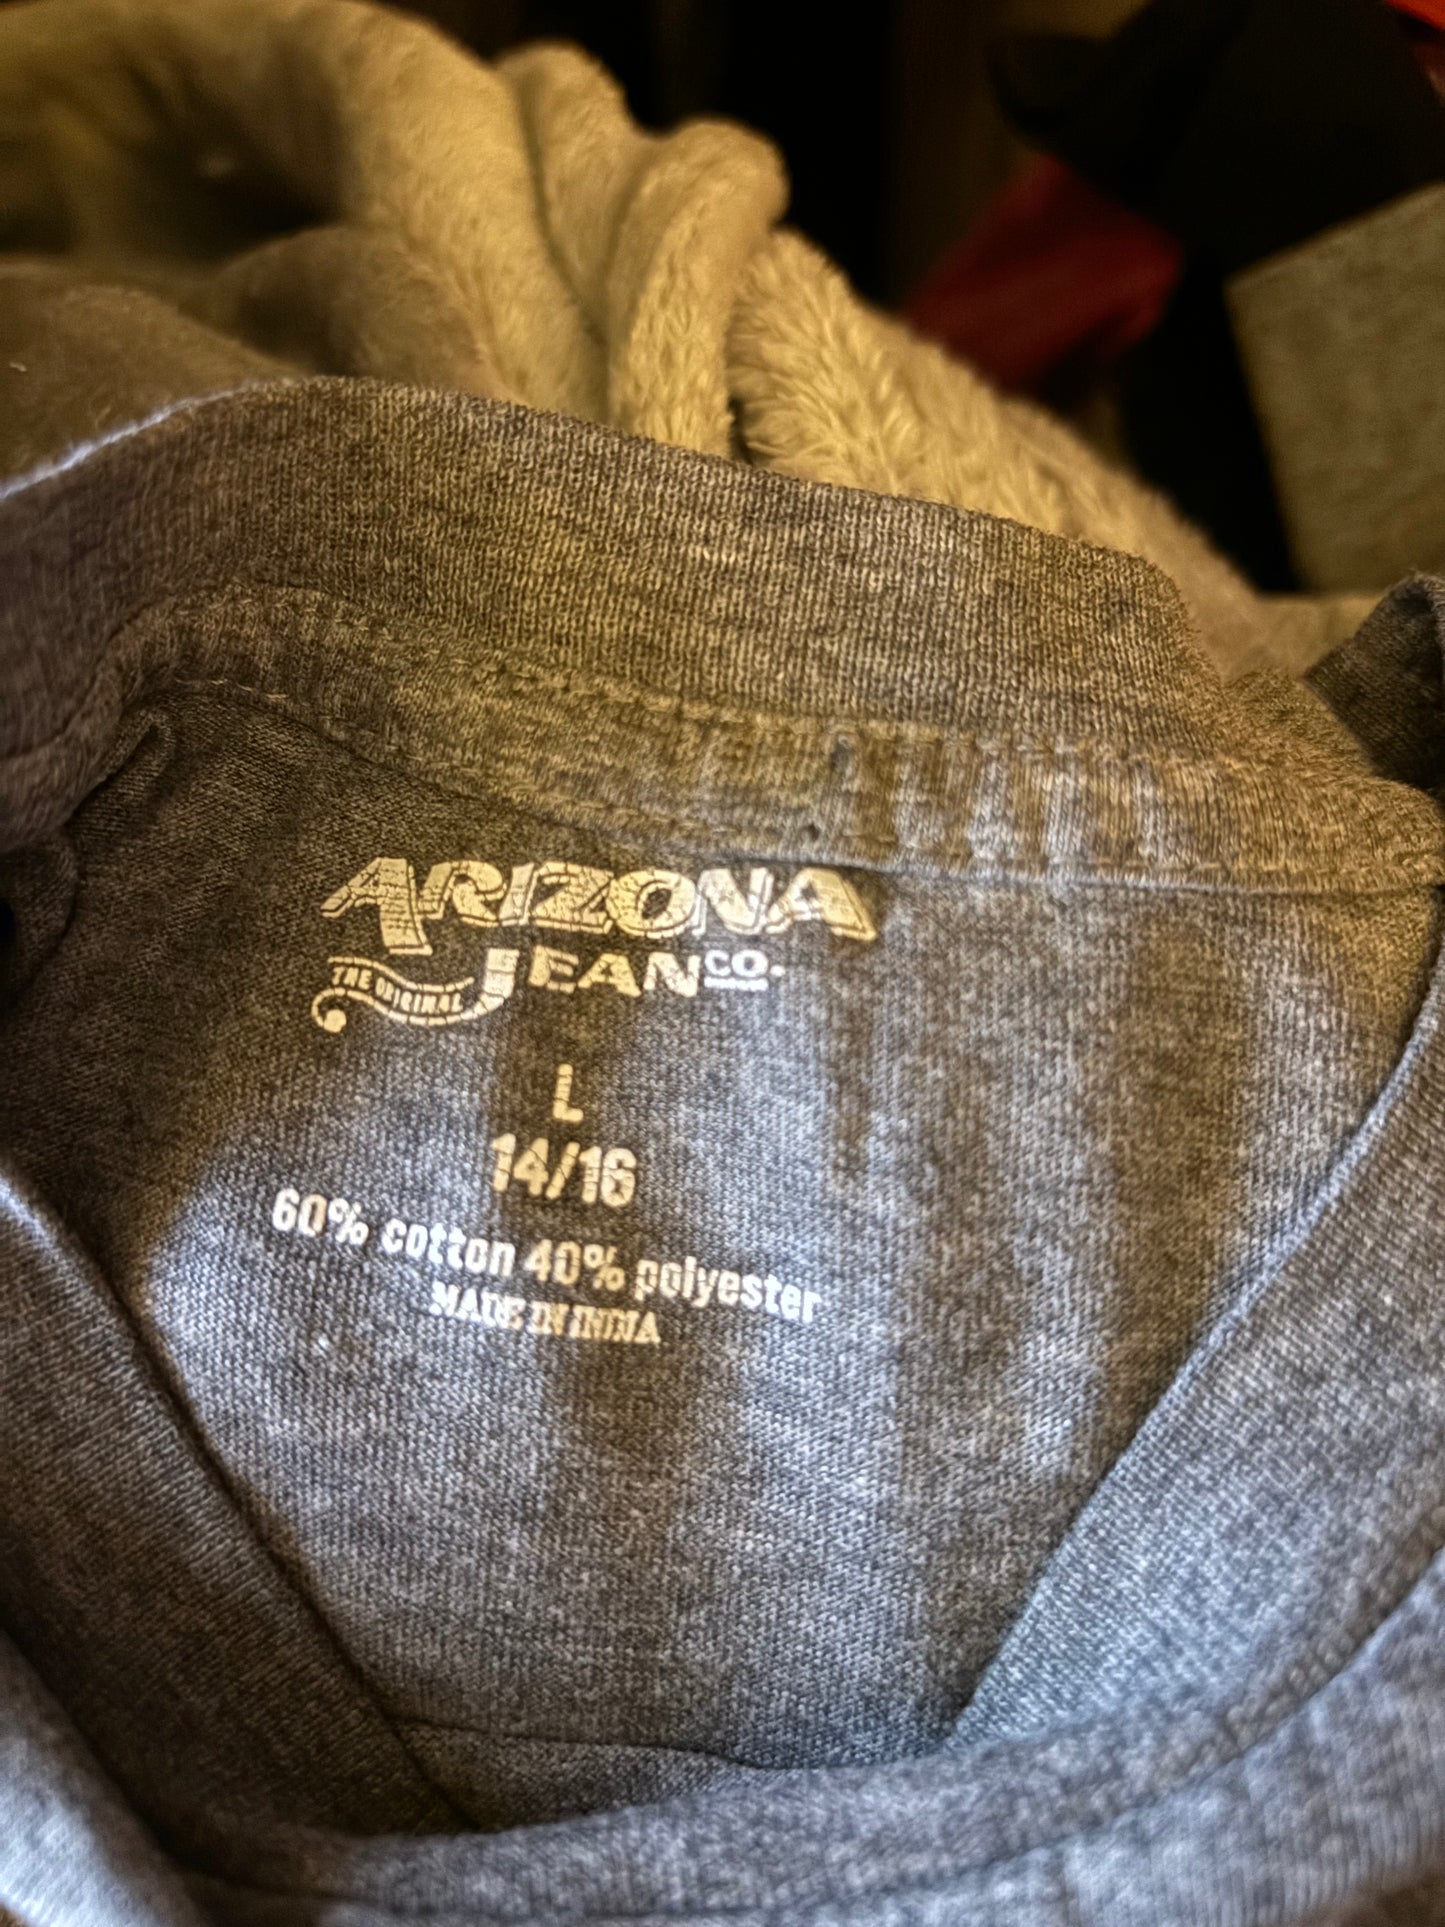 ARIZONA
JEAN CO.
THE ORIGINAL
L
14/16
60% cotton 40% polyester
MADE IN INDIA